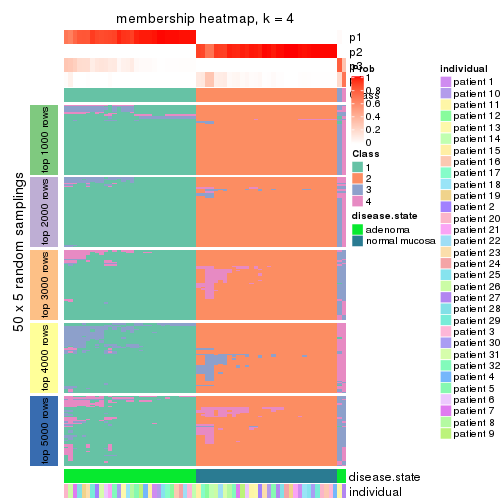 membership heatmap, k = 4
p1
p2
p3
50 x 5 random samplings
top 1000 rows
top 2000 rows
top 3000 rows
top 4000 rows
top 5000 rows
disease.state
individual
Prob
1
0.8
0.6
0.4
0.2
0
Class
1
2
3
4
disease.state
adenoma
normal mucosa
individual
patient 1
patient 10
patient 11
patient 12
patient 13
patient 14
patient 15
patient 16
patient 17
patient 18
patient 19
patient 2
patient 20
patient 21
patient 22
patient 23
patient 24
patient 25
patient 26
patient 27
patient 28
patient 29
patient 3
patient 30
patient 31
patient 32
patient 4
patient 5
patient 6
patient 7
patient 8
patient 9